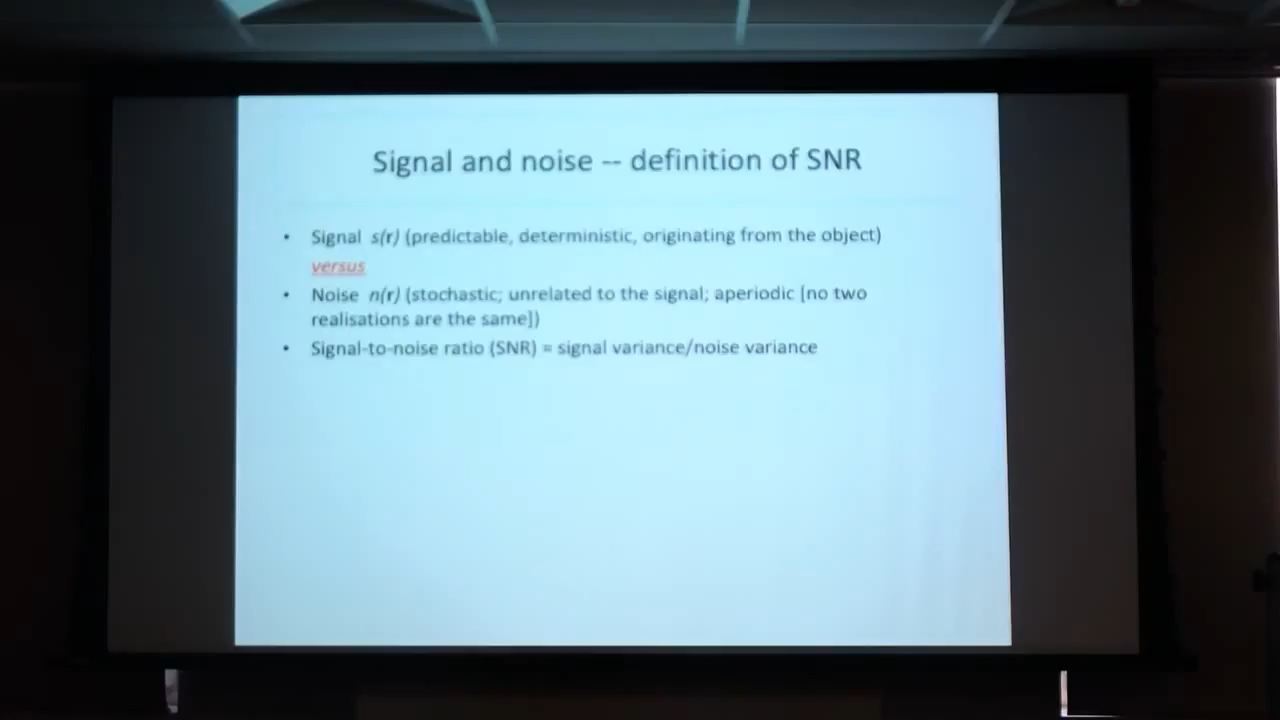 Signal and noise -- definition of SNR
• Signal s(r) (predictable, deterministic, originating from the object)
versus
• Noise n(r) (stochastic; unrelated to the signal; aperiodic [no two
realisations are the same])
• Signal-to-noise ratio (SNR) = signal variance/noise variance